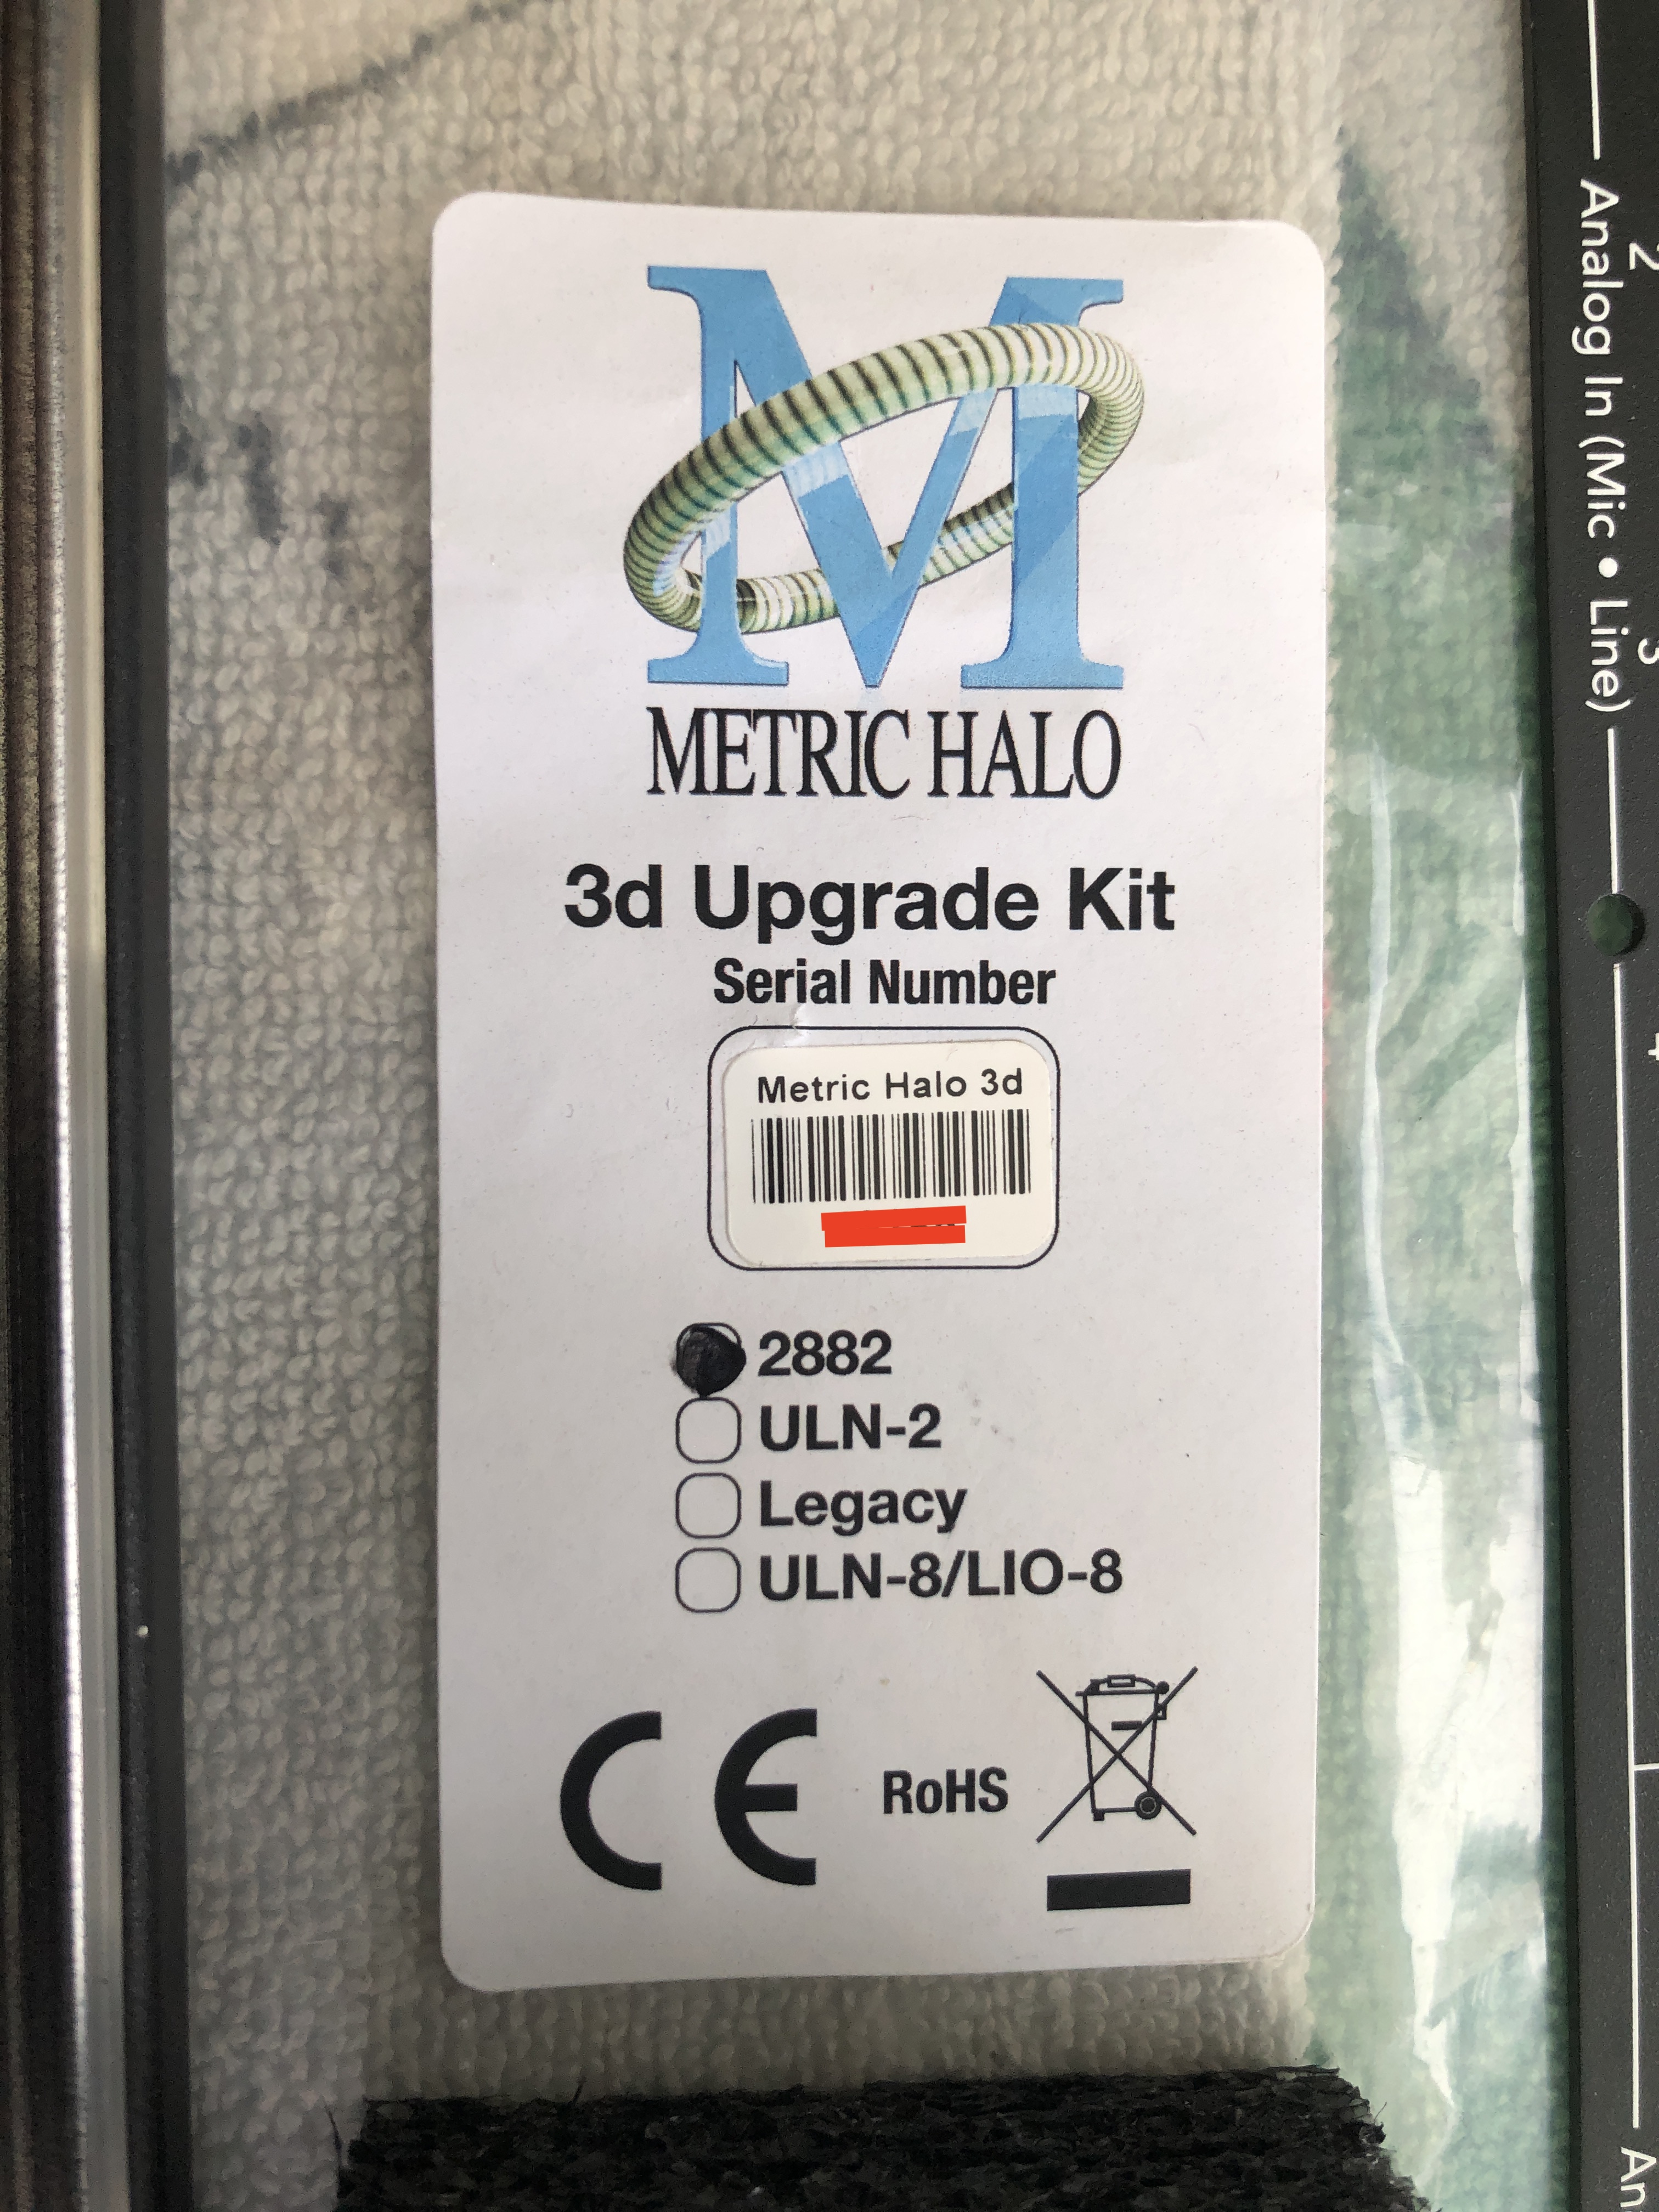 METRIC HALO
3d Upgrade Kit
Serial Number
Metric Halo 3d
2882
ULN-2
Legacy
ULN-8/LIO-8
CE RoHS
2
Analog In (Mic • Line)
3
4